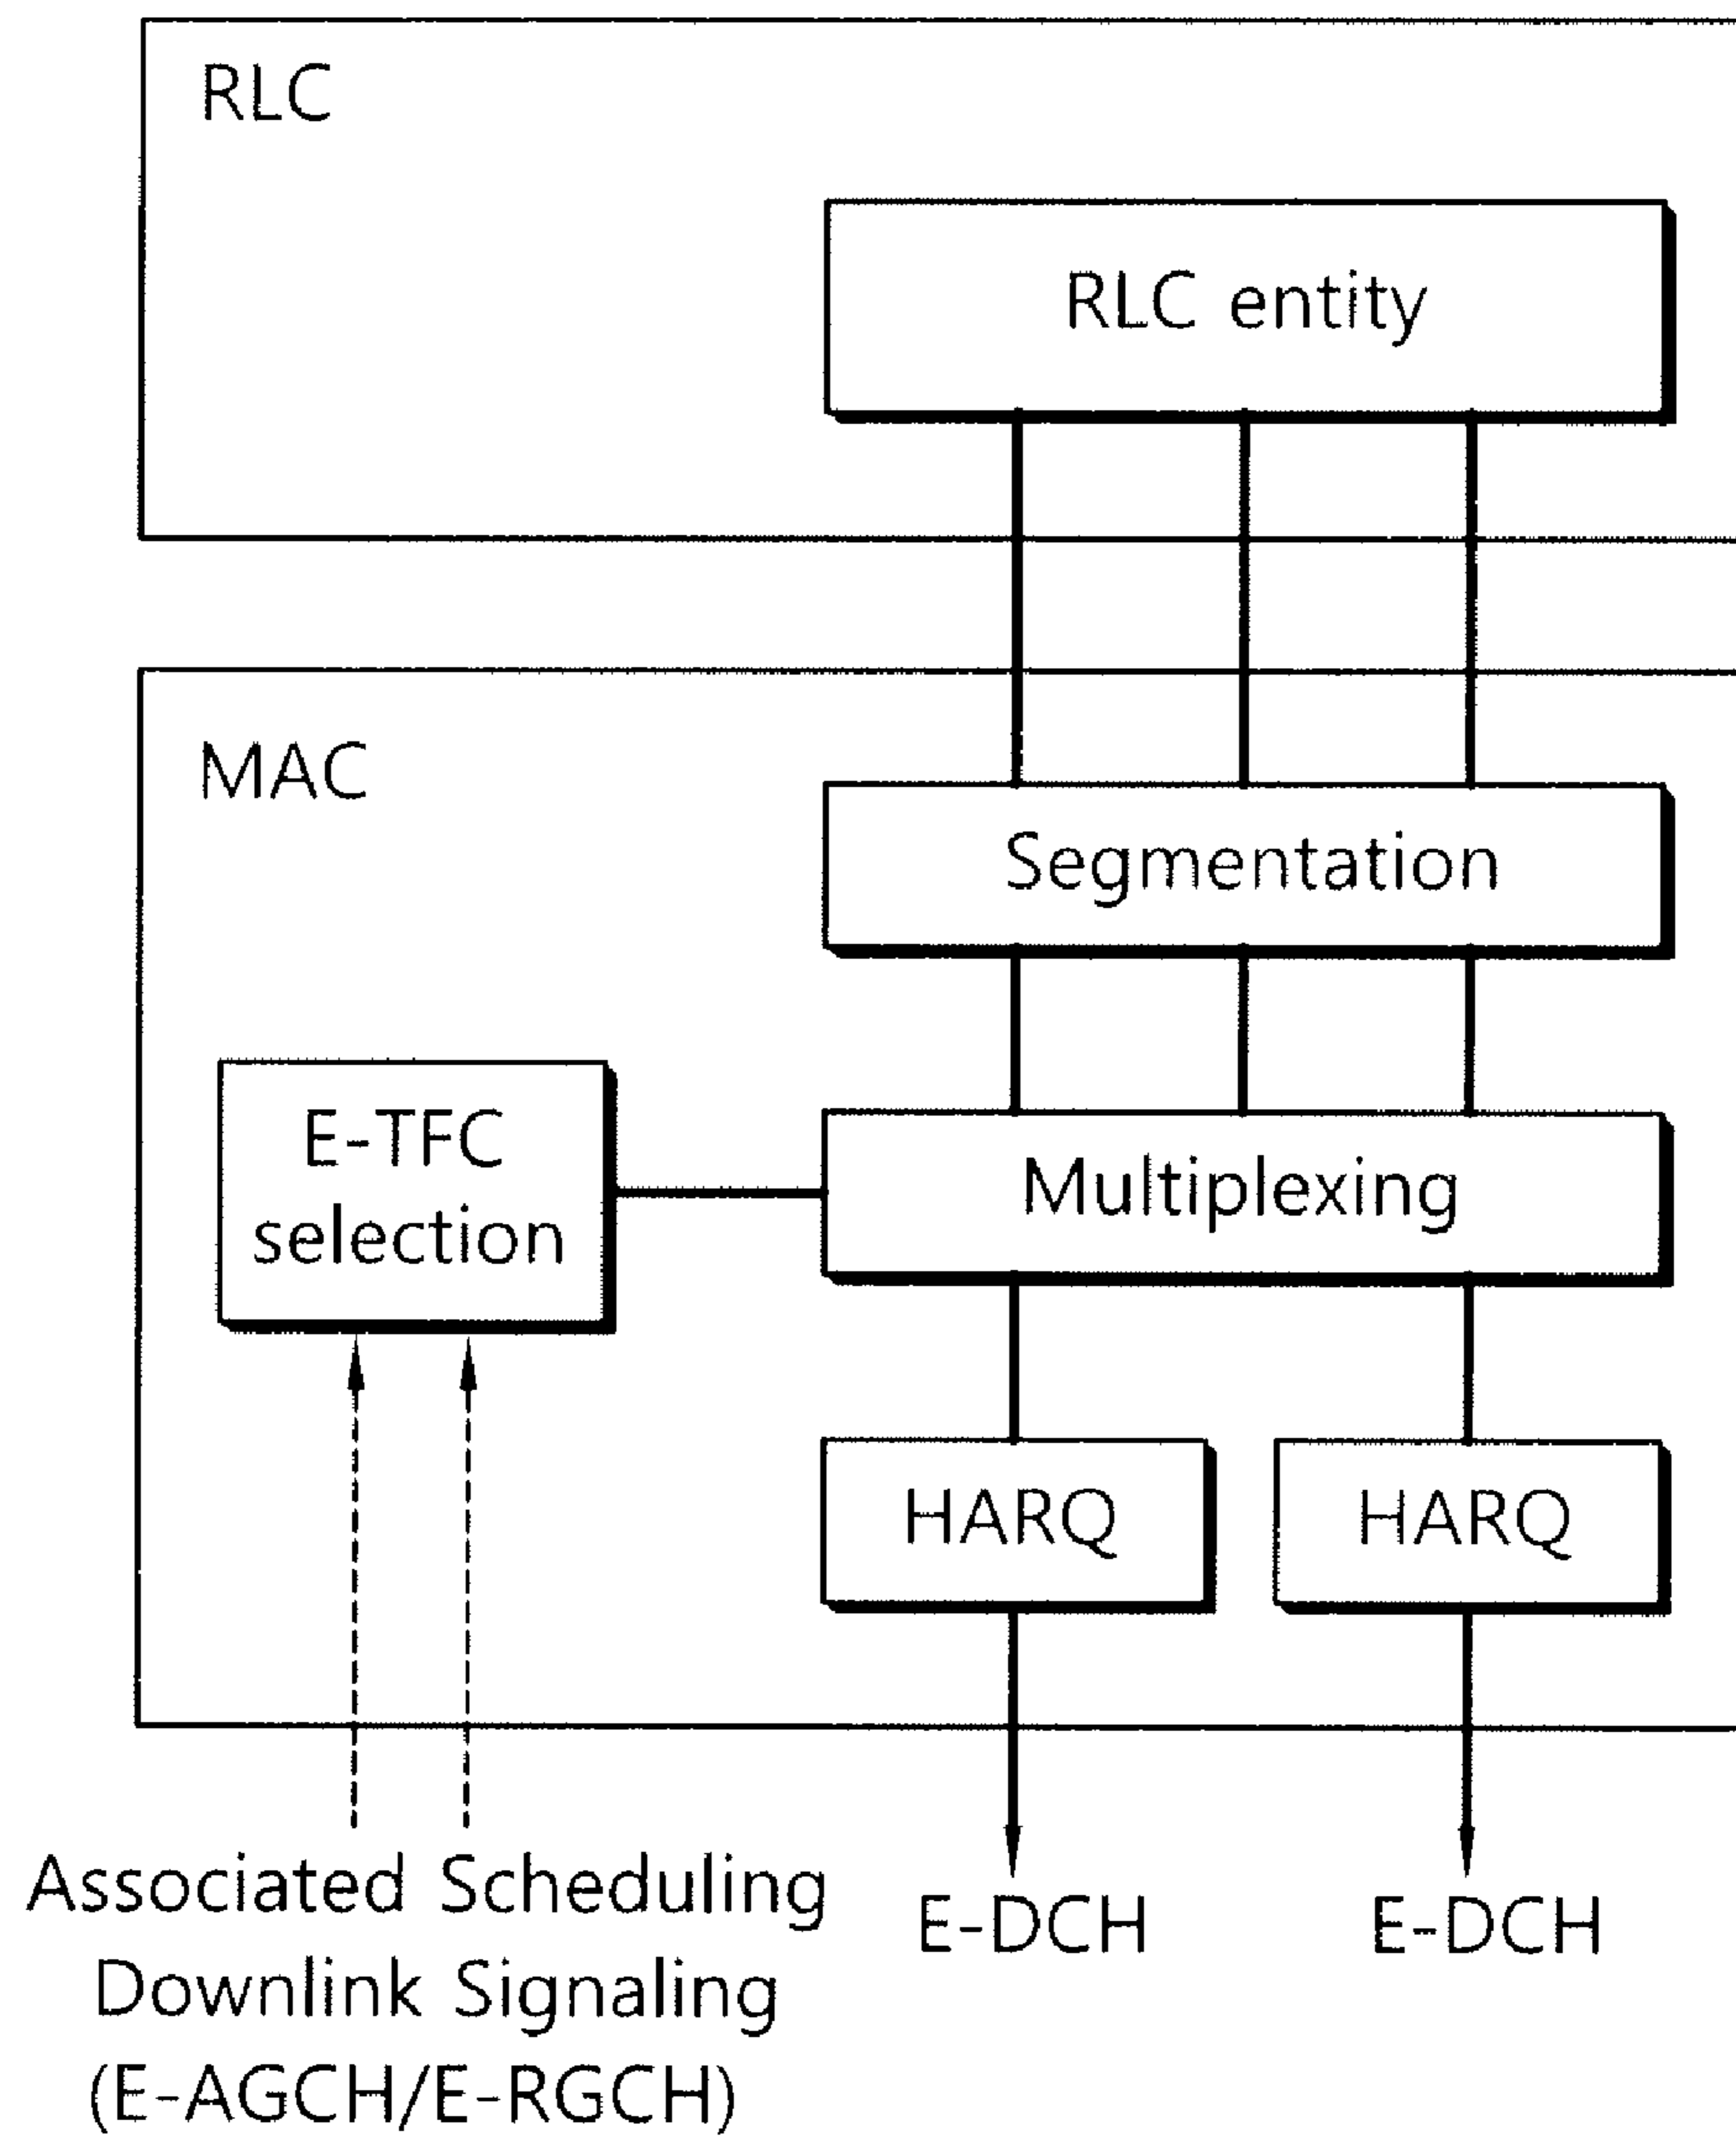 RLC
RLC entity
MAC
Segmentation
E-TFC
selection
Multiplexing
HARQ
HARQ
Associated Scheduling
Downlink Signaling
(E-AGCH/E-RGCH)
E-DCH
E-DCH